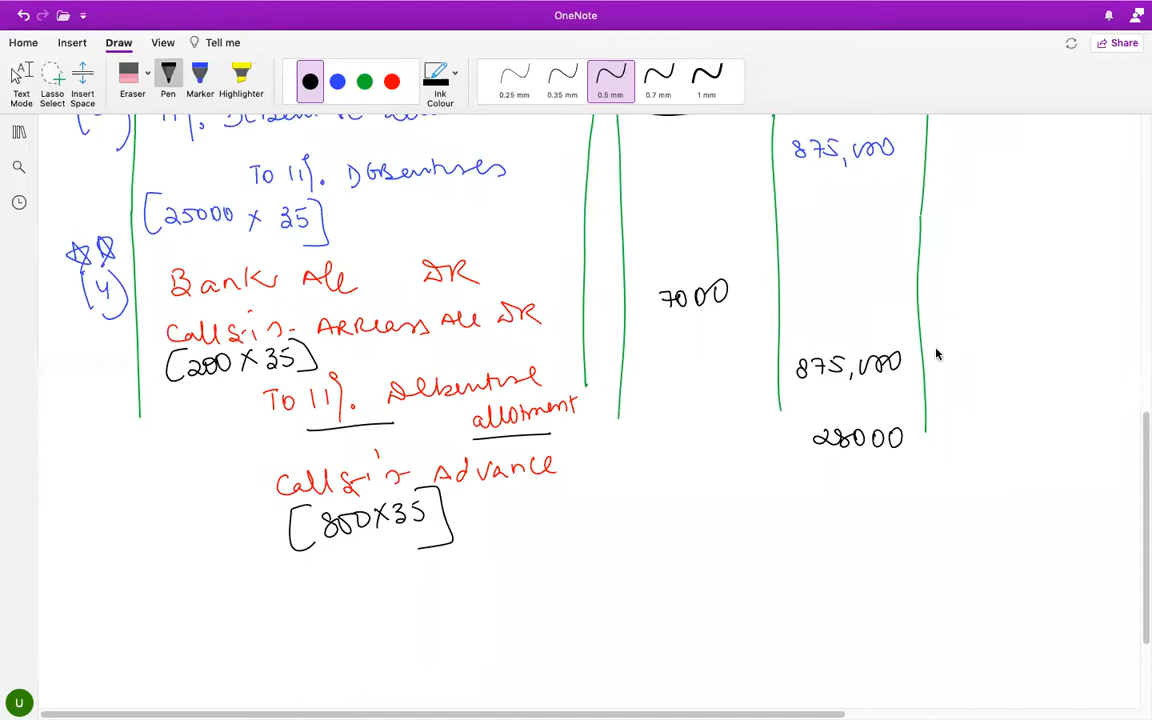 OneNote
Home Insert Draw View Tell me
Share
Text Mode
Lasso Select
Insert Space
Eraser
Pen
Marker
Highlighter
Ink Colour
0.25 mm 0.35 mm 0.5 mm 0.7 mm 1 mm
875,000
To 11%. Debentures
[25000 × 35]
(4)
Bank A/c DR
7000
Calls-in-Arrears A/c DR
[200 × 35]
875,000
To 11%. Debenture
allotment
28000
Calls-in Advance
[800 × 35]
U